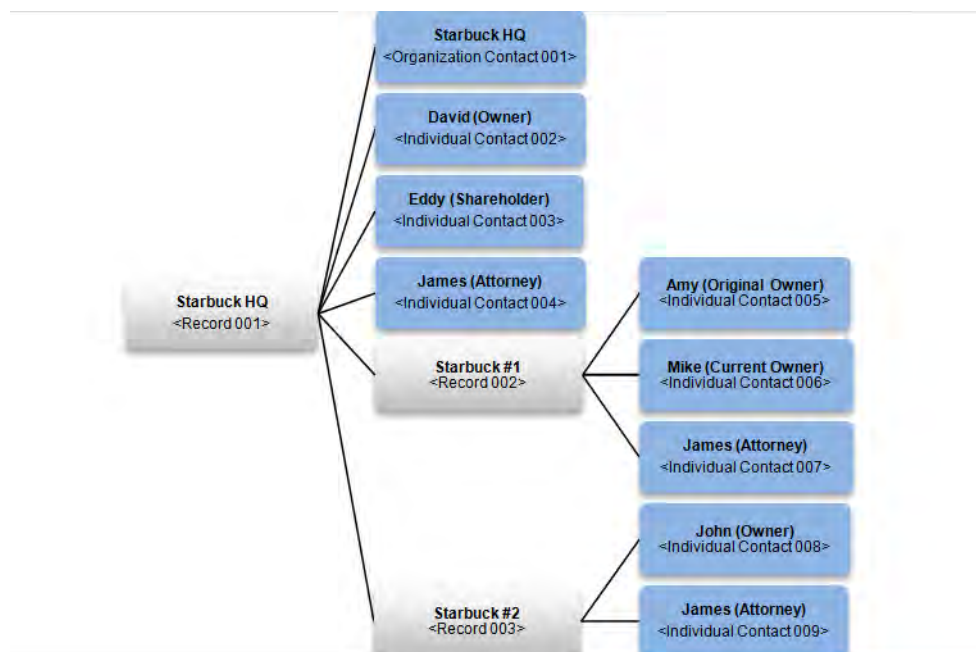 Starbuck HQ
<Organization Contact 001>
David (Owner)
<Individual Contact 002>
Eddy (Shareholder)
<Individual Contact 003>
James (Attorney)
<Individual Contact 004>
Starbuck HQ
<Record 001>
Starbuck #1
<Record 002>
Amy (Original Owner)
<Individual Contact 005>
Mike (Current Owner)
<Individual Contact 006>
James (Attorney)
<Individual Contact 007>
Starbuck #2
<Record 003>
John (Owner)
<Individual Contact 008>
James (Attorney)
<Individual Contact 009>